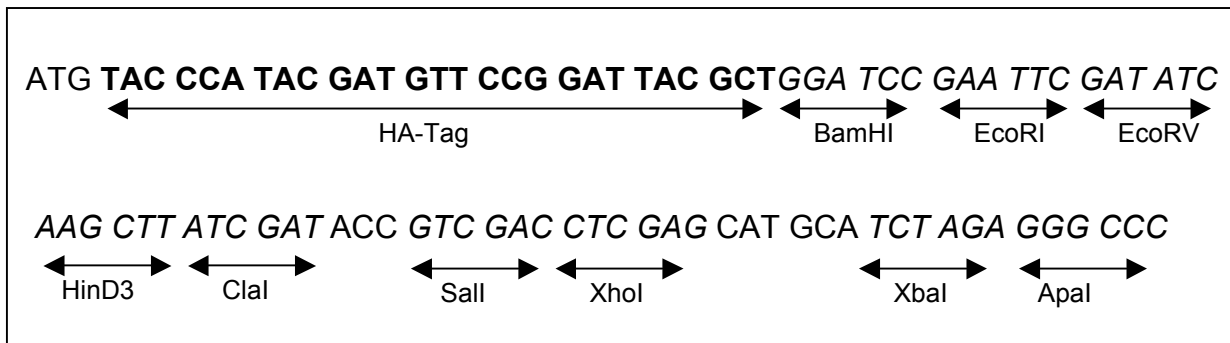 ATG TAC CCA TAC GAT GTT CCG GAT TAC GCT GGA TCC GAA TTC GAT ATC
HA-Tag BamHI EcoRI EcoRV
AAG CTT ATC GAT ACC GTC GAC CTC GAG CAT GCA TCT AGA GGG CCC
HinD3 ClaI SalI XhoI XbaI ApaI